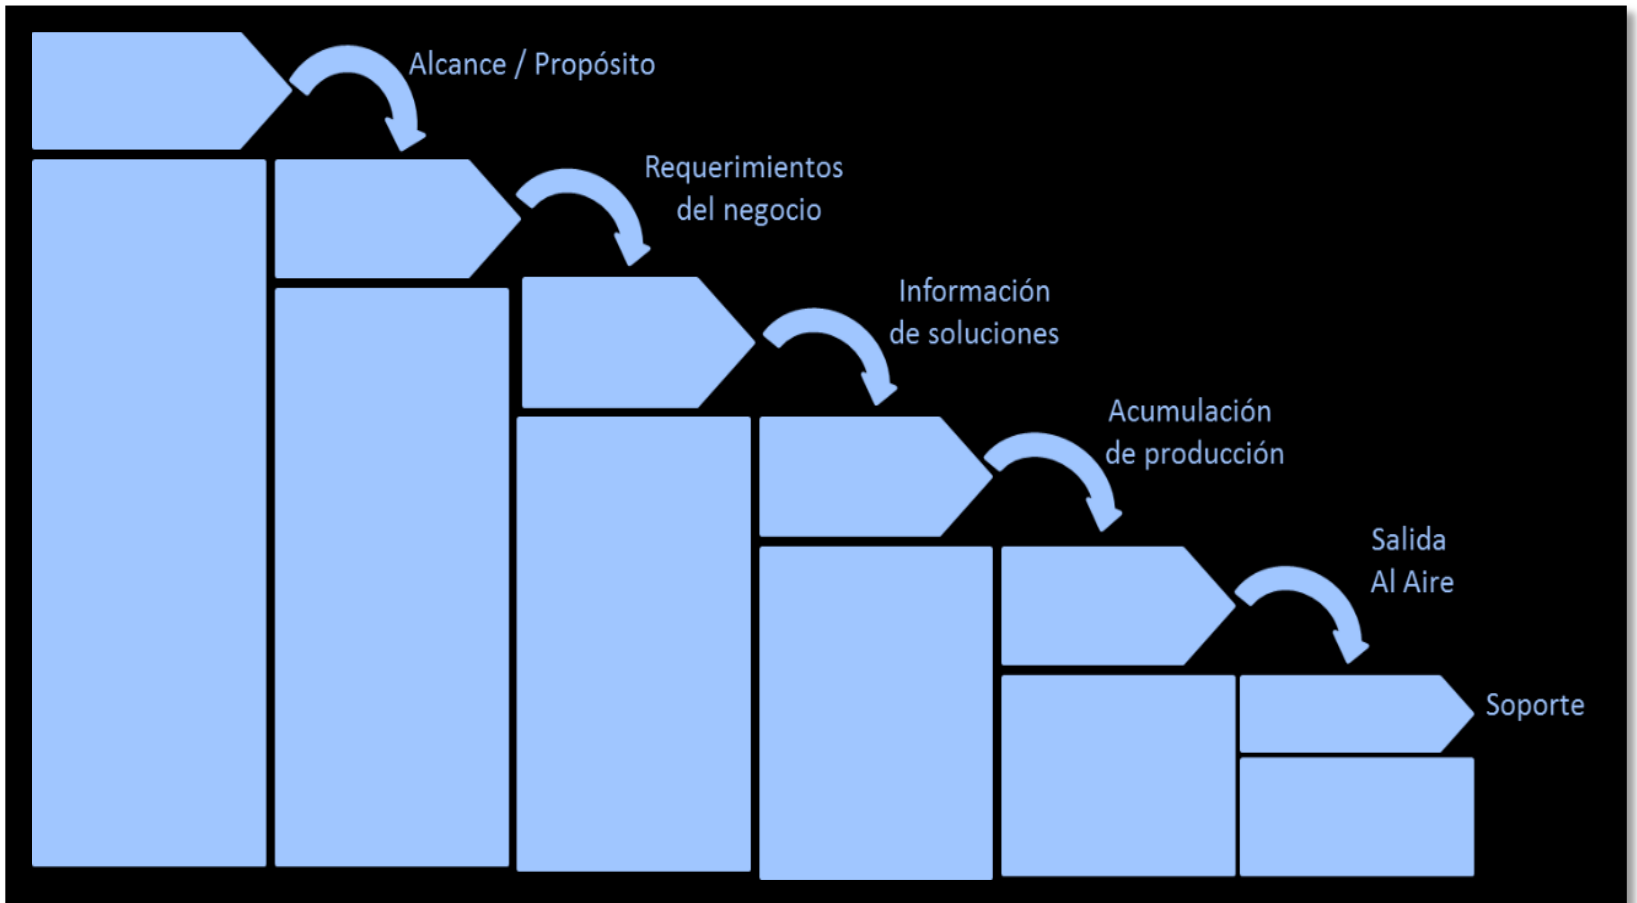 Alcance / Propósito
Requerimientos
del negocio
Información
de soluciones
Acumulación
de producción
Salida
Al Aire
Soporte